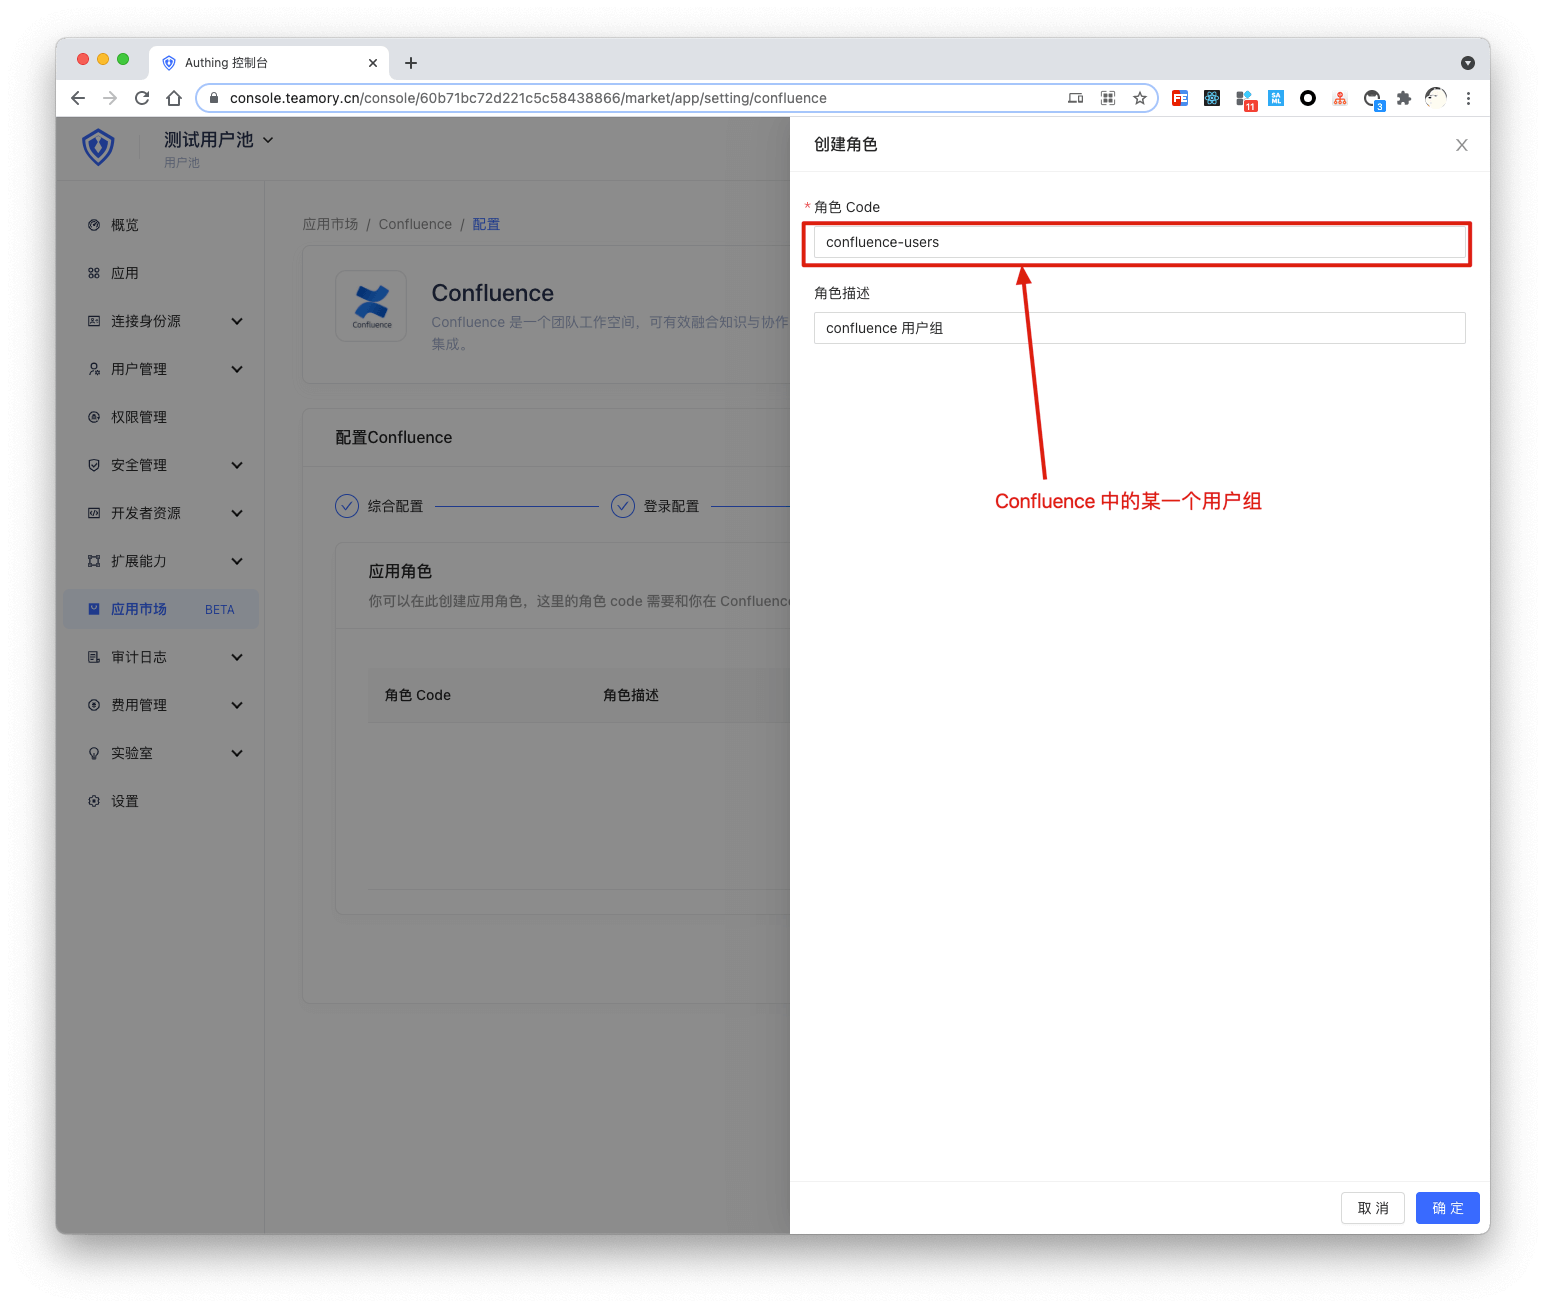 Authing 控制台
console.teamory.cn/console/60b71bc72d221c5c58438866/market/app/setting/confluence
FE
11
SA
ML
3
测试用户池
用户池
概览
应用
连接身份源
用户管理
权限管理
安全管理
开发者资源
扩展能力
应用市场 BETA
审计日志
费用管理
实验室
设置
应用市场 / Confluence / 配置
Confluence
Confluence
Confluence 是一个团队工作空间，可有效融合知识与协作
集成。
配置Confluence
综合配置
登录配置
应用角色
你可以在此创建应用角色，这里的角色 code 需要和你在 Confluence
角色 Code 角色描述
创建角色
* 角色 Code
confluence-users
角色描述
confluence 用户组
Confluence 中的某一个用户组
取 消
确 定